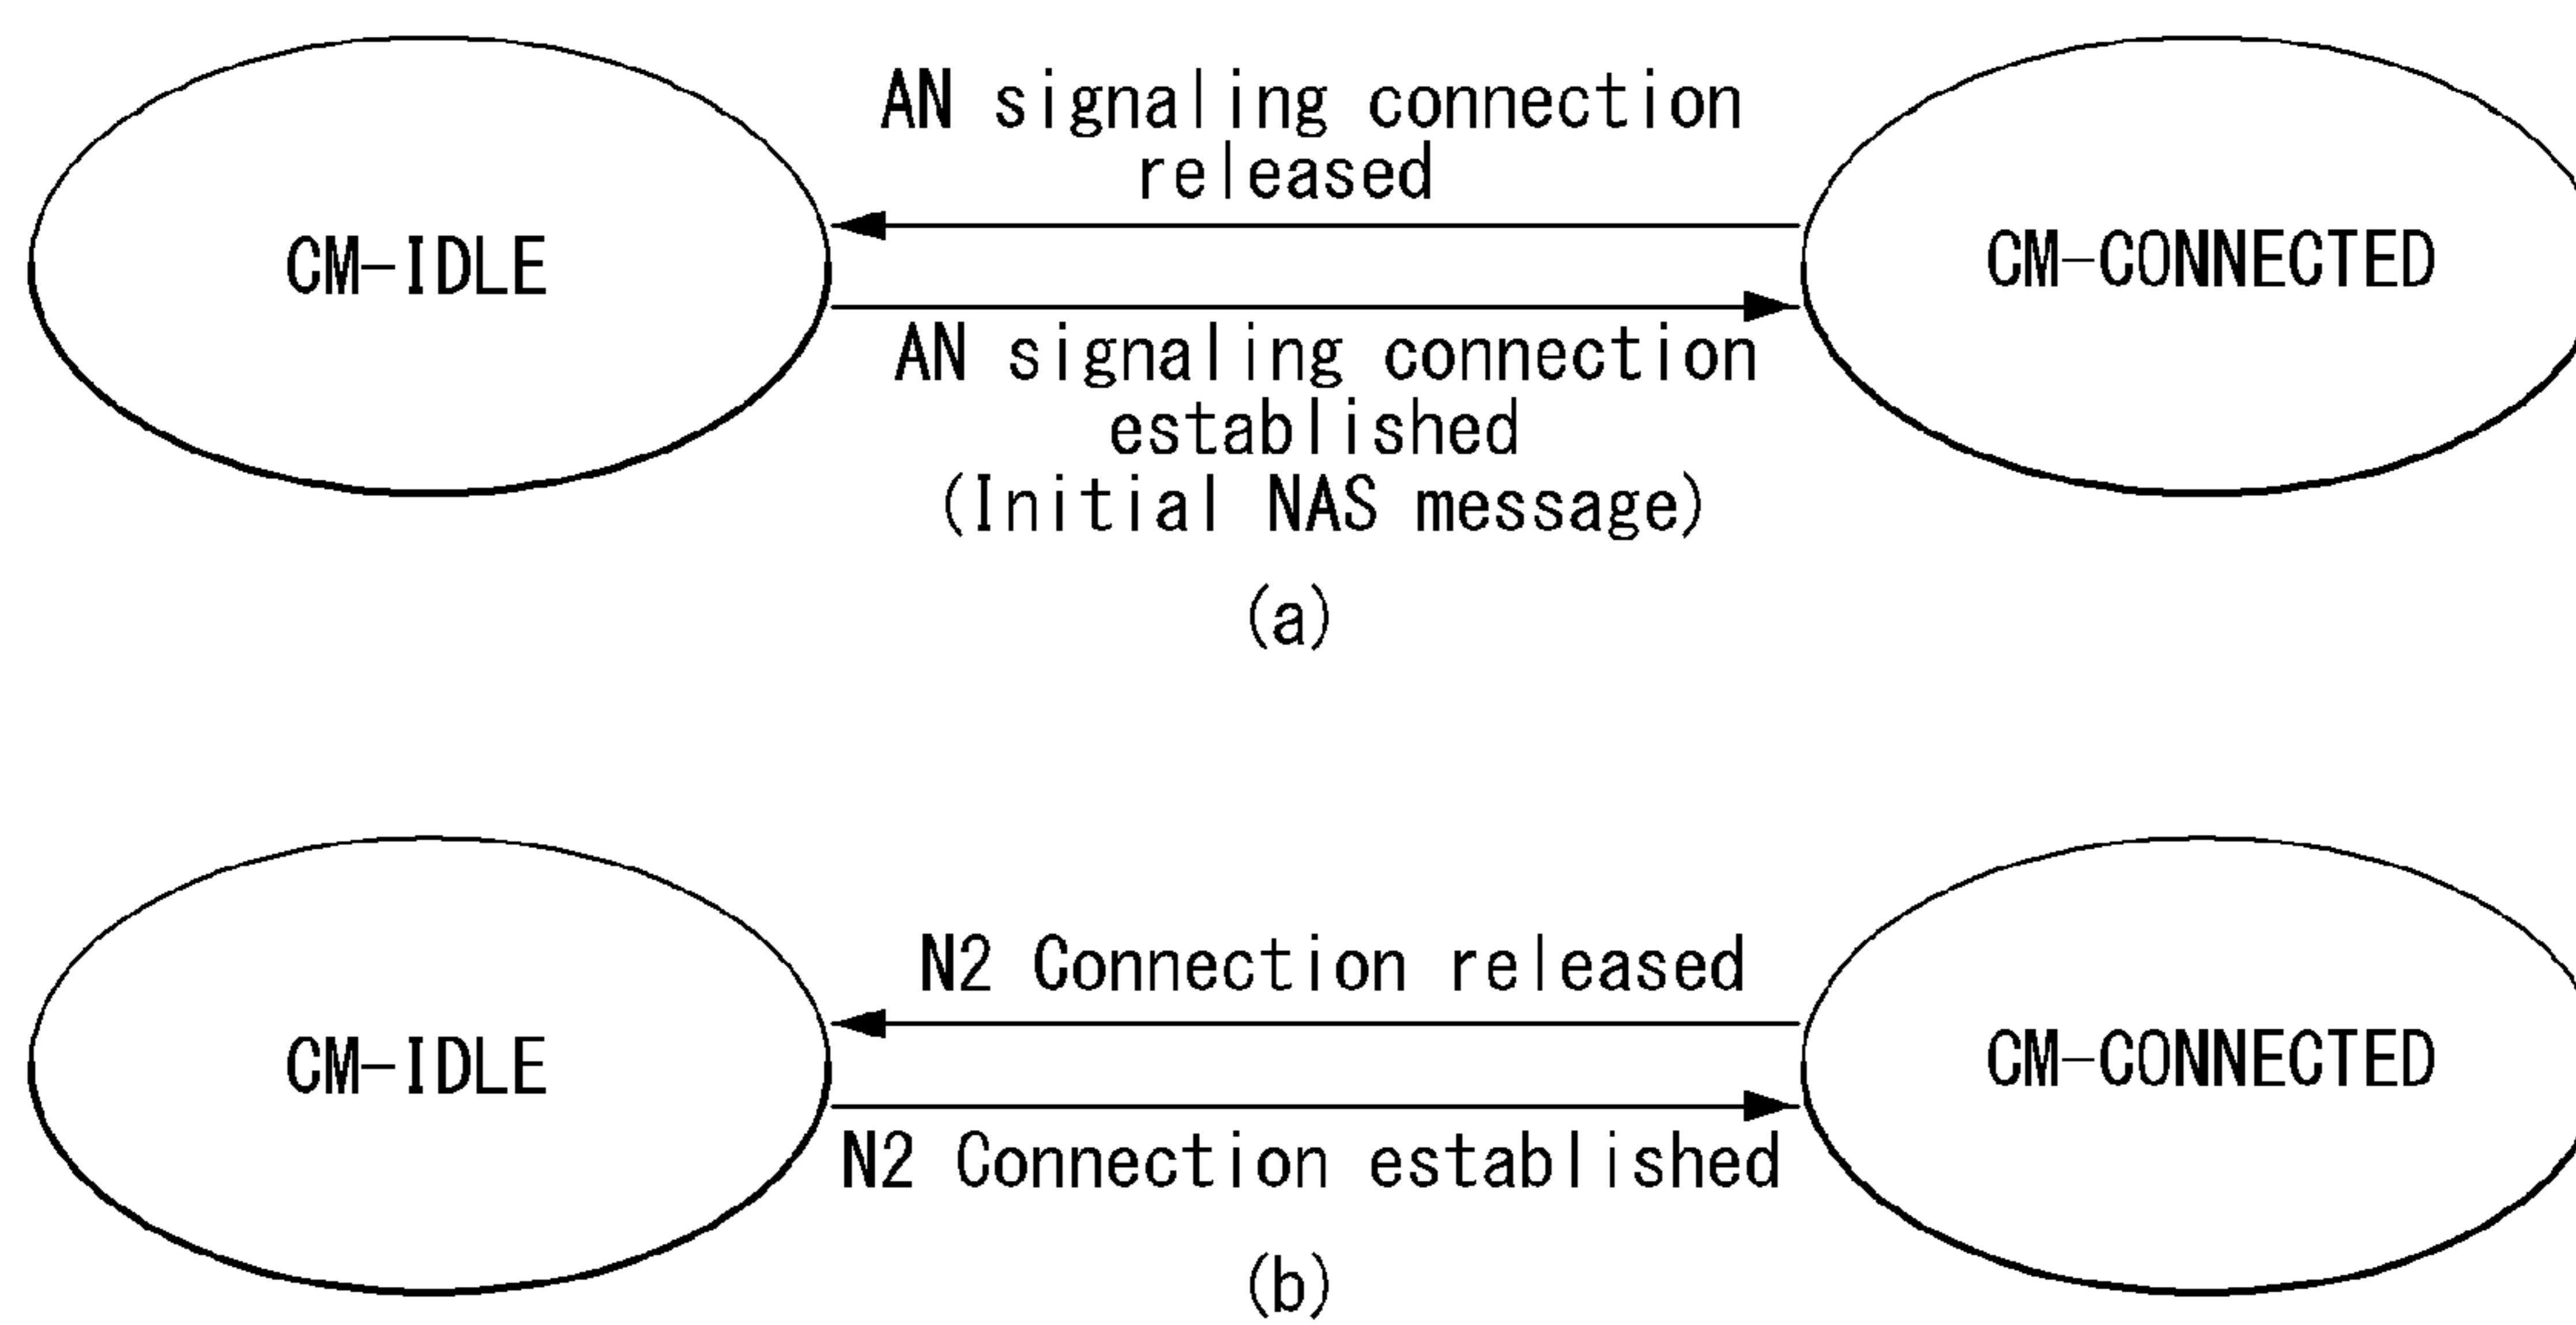 AN signaling connection
released
CM-IDLE
CM-CONNECTED
AN signaling connection
established
(Initial NAS message)
(a)
N2 Connection released
CM-IDLE
CM-CONNECTED
N2 Connection established
(b)